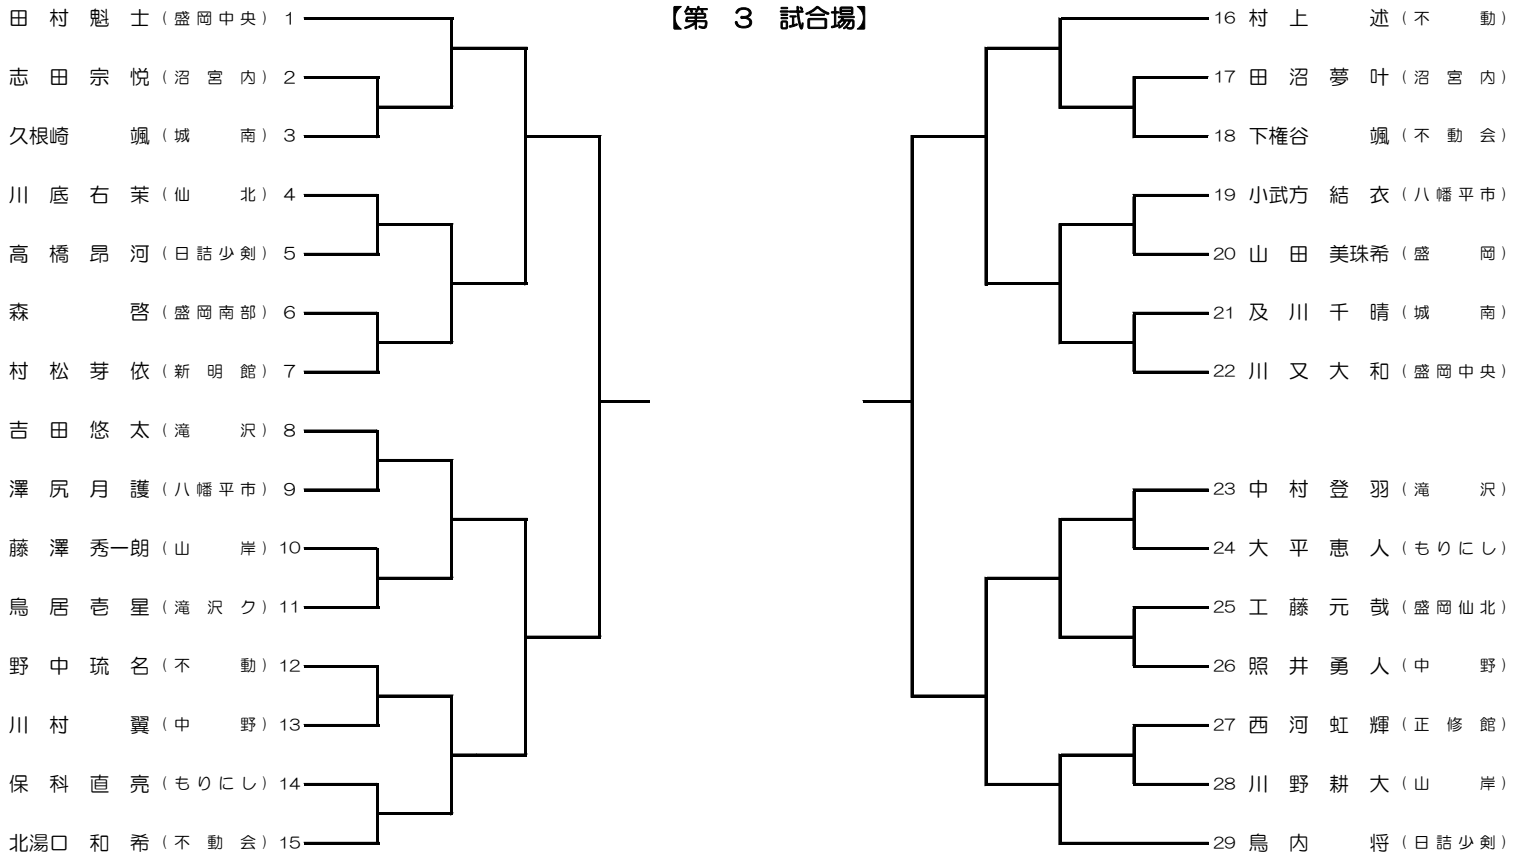 【第 3 試合場】
田村魁士（盛岡中央）1
志田宗悦（沼宮内）2
久根崎 颯（城南）3
川底右茉（仙北）4
高橋昂河（日詰少剣）5
森 啓（盛岡南部）6
村松芽依（新明館）7
吉田悠太（滝沢）8
澤尻月護（八幡平市）9
藤澤秀一朗（山岸）10
鳥居壱星（滝沢ク）11
野中琉名（不動）12
川村 翼（中野）13
保科直亮（もりにし）14
北湯口和希（不動会）15
16 村上 述（不動）
17 田沼夢叶（沼宮内）
18 下権谷 颯（不動会）
19 小武方結衣（八幡平市）
20 山田美珠希（盛岡）
21 及川千晴（城南）
22 川又大和（盛岡中央）
23 中村登羽（滝沢）
24 大平恵人（もりにし）
25 工藤元哉（盛岡仙北）
26 照井勇人（中野）
27 西河虹輝（正修館）
28 川野耕大（山岸）
29 鳥内 将（日詰少剣）